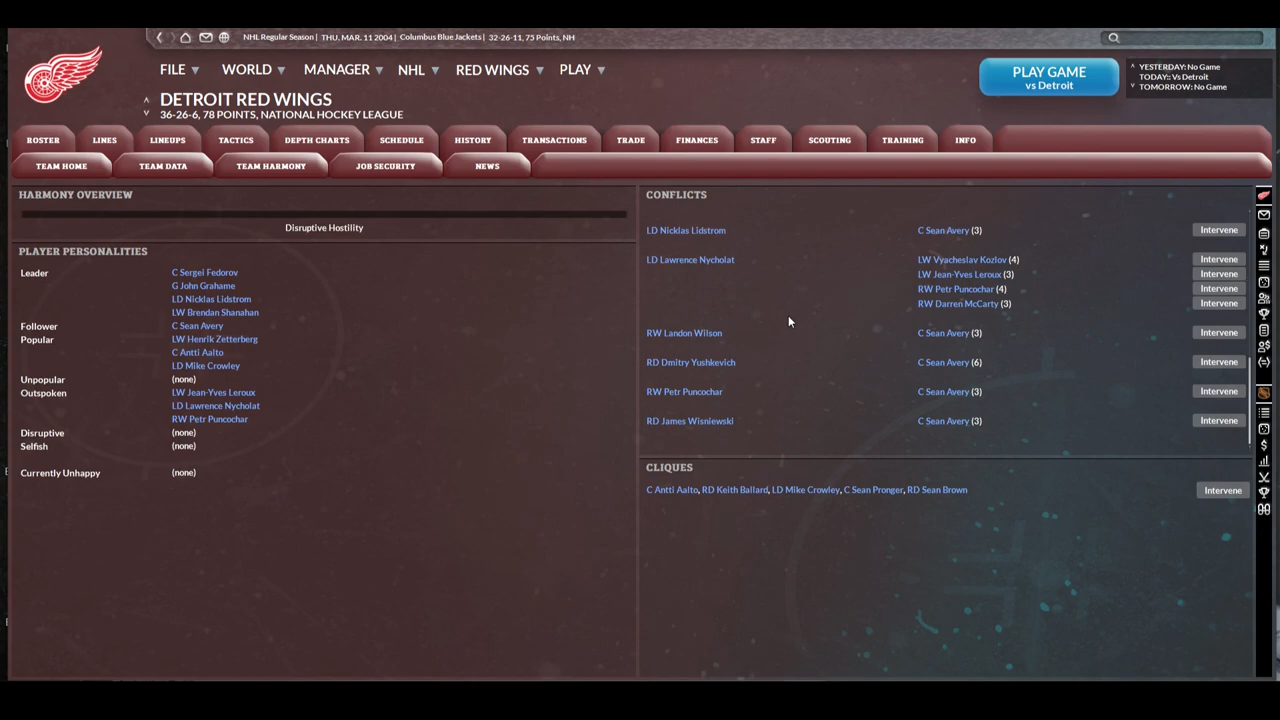 NHL Regular Season | THU. MAR. 11 2004 | Columbus Blue Jackets | 32-26-11, 75 Points, NH
FILE WORLD MANAGER NHL RED WINGS PLAY
PLAY GAME
vs Detroit
YESTERDAY: No Game
TODAY:: Vs Detroit
TOMORROW: No Game
DETROIT RED WINGS
36-26-6, 78 POINTS, NATIONAL HOCKEY LEAGUE
ROSTER LINES LINEUPS TACTICS DEPTH CHARTS SCHEDULE HISTORY TRANSACTIONS TRADE FINANCES STAFF SCOUTING TRAINING INFO
TEAM HOME TEAM DATA TEAM HARMONY JOB SECURITY NEWS
HARMONY OVERVIEW
Disruptive Hostility
PLAYER PERSONALITIES
Leader C Sergei Fedorov
G John Grahame
LD Nicklas Lidstrom
LW Brendan Shanahan
Follower C Sean Avery
Popular LW Henrik Zetterberg
C Antti Aalto
LD Mike Crowley
Unpopular (none)
Outspoken LW Jean-Yves Leroux
LD Lawrence Nycholat
RW Petr Puncochar
Disruptive (none)
Selfish (none)
Currently Unhappy (none)
CONFLICTS
LD Nicklas Lidstrom C Sean Avery (3) Intervene
LD Lawrence Nycholat LW Vyacheslav Kozlov (4) Intervene
LW Jean-Yves Leroux (3) Intervene
RW Petr Puncochar (4) Intervene
RW Darren McCarty (3) Intervene
RW Landon Wilson C Sean Avery (3) Intervene
RD Dmitry Yushkevich C Sean Avery (6) Intervene
RW Petr Puncochar C Sean Avery (3) Intervene
RD James Wisniewski C Sean Avery (3) Intervene
CLIQUES
C Antti Aalto, RD Keith Ballard, LD Mike Crowley, C Sean Pronger, RD Sean Brown Intervene